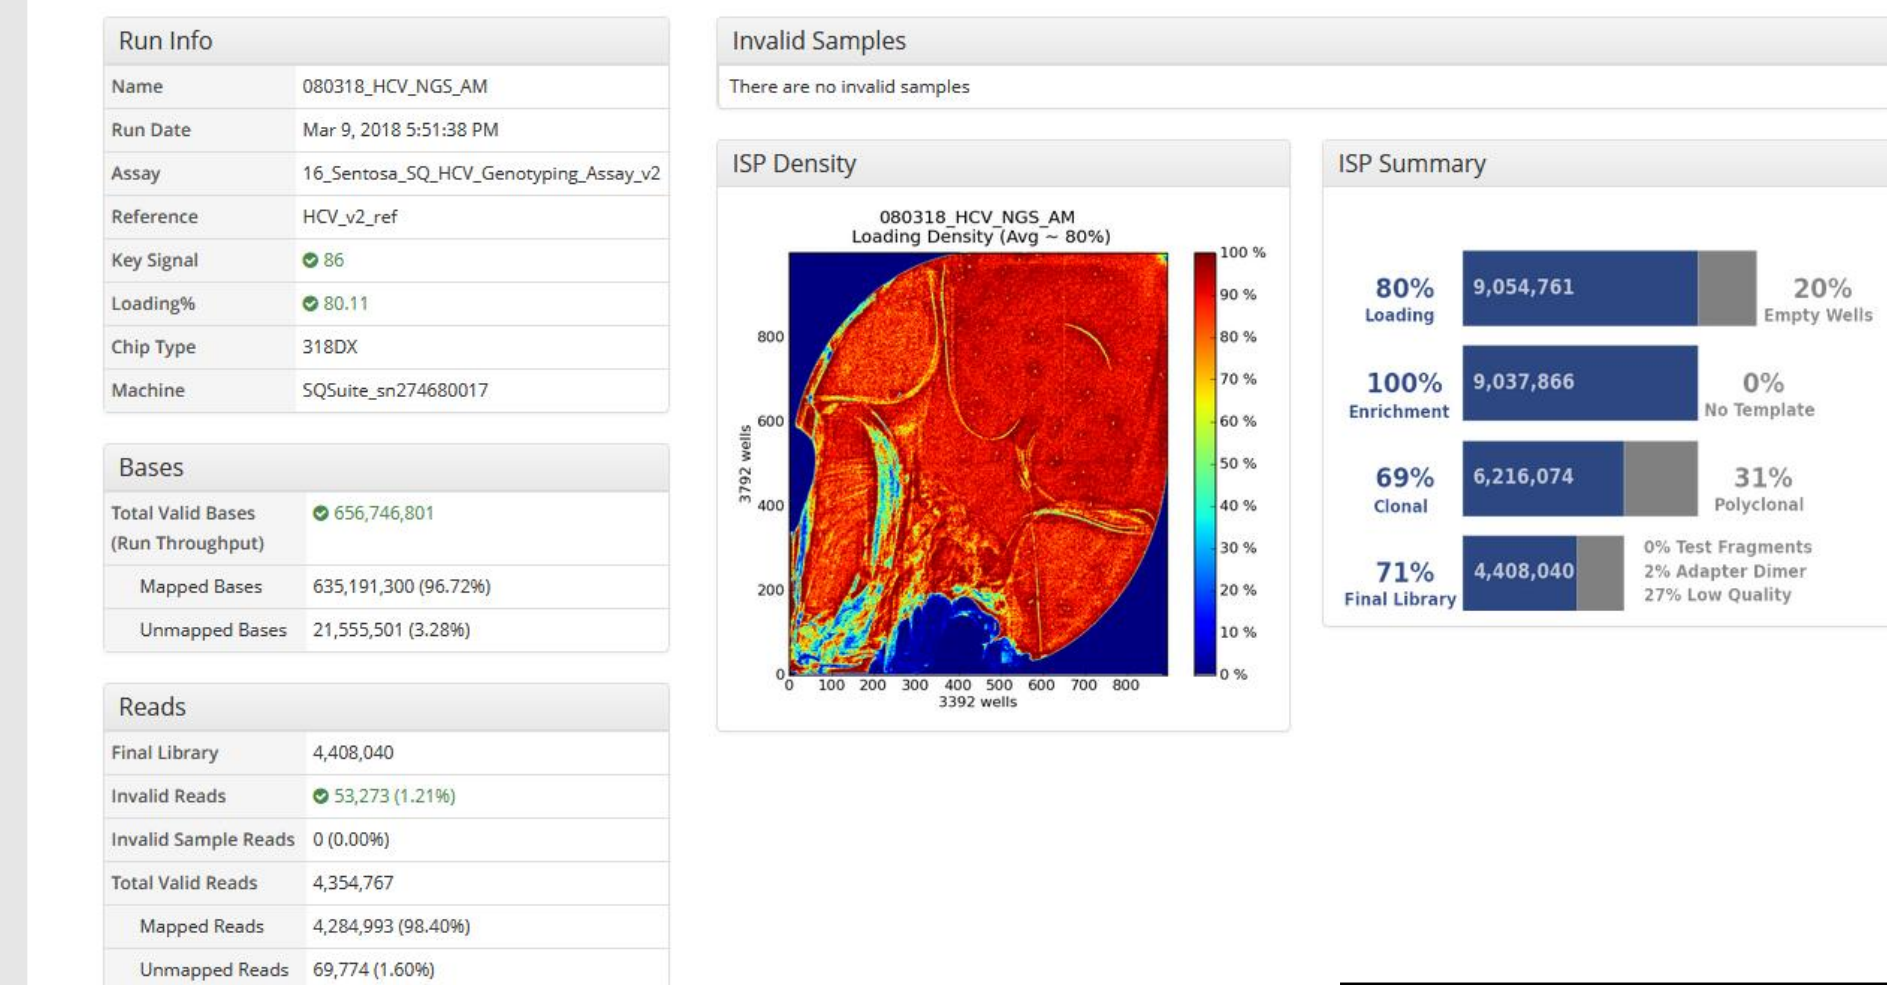 Run Info
Name 080318_HCV_NGS_AM
Run Date Mar 9, 2018 5:51:38 PM
Assay 16_Sentosa_SQ_HCV_Genotyping_Assay_v2
Reference HCV_v2_ref
Key Signal 86
Loading% 80.11
Chip Type 318DX
Machine SQSuite_sn274680017
Bases
Total Valid Bases 656,746,801
(Run Throughput)
Mapped Bases 635,191,300 (96.72%)
Unmapped Bases 21,555,501 (3.28%)
Reads
Final Library 4,408,040
Invalid Reads 53,273 (1.21%)
Invalid Sample Reads 0 (0.00%)
Total Valid Reads 4,354,767
Mapped Reads 4,284,993 (98.40%)
Unmapped Reads 69,774 (1.60%)
Invalid Samples
There are no invalid samples
ISP Density
080318_HCV_NGS_AM
Loading Density (Avg ~ 80%)
100 %
90 %
80 %
70 %
60 %
50 %
40 %
30 %
20 %
10 %
0 %
800
600
400
200
0
3792 wells
0 100 200 300 400 500 600 700 800
3392 wells
ISP Summary
80% 9,054,761 20%
Loading Empty Wells
100% 9,037,866 0%
Enrichment No Template
69% 6,216,074 31%
Clonal Polyclonal
0% Test Fragments
71% 4,408,040 2% Adapter Dimer
Final Library 27% Low Quality